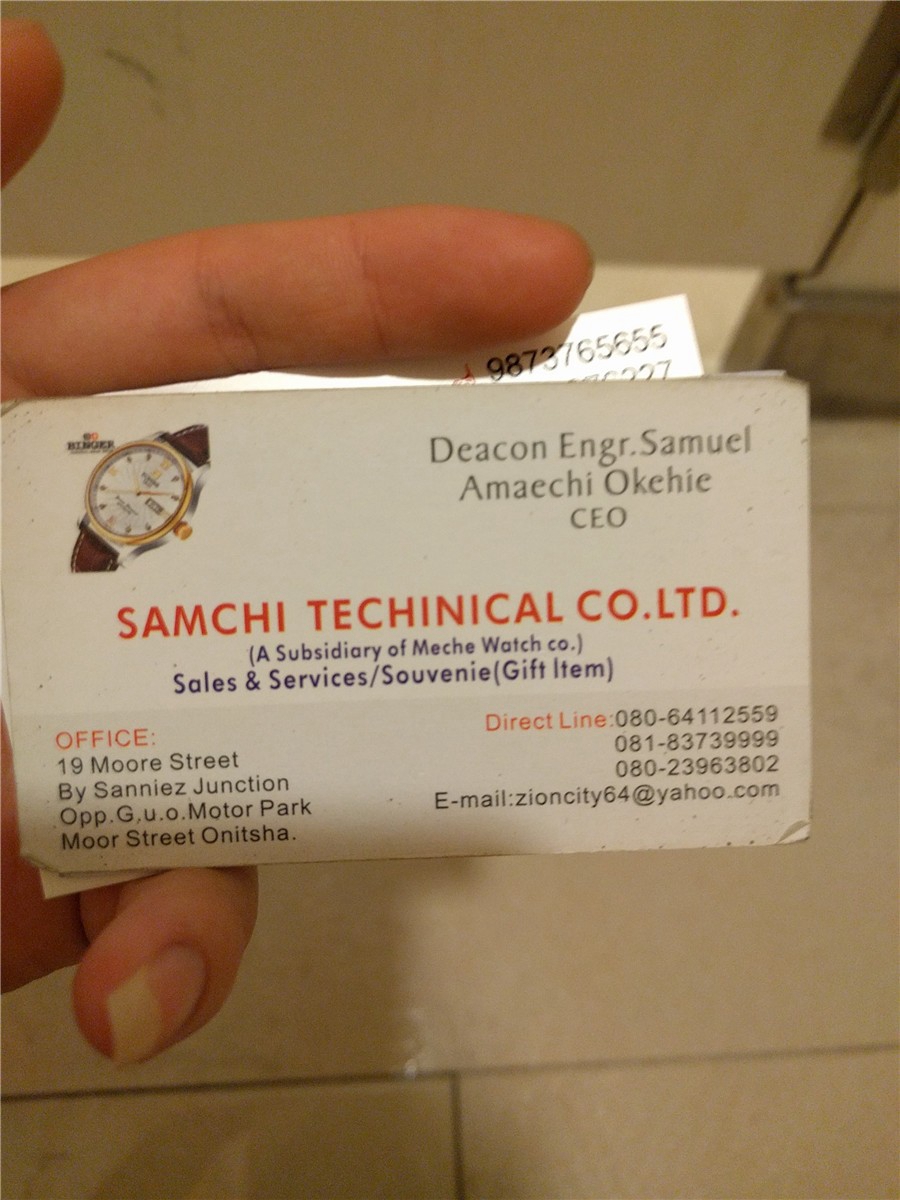 9873765655
BINGER
Deacon Engr.Samuel
Amaechi Okehie
CEO
SAMCHI TECHINICAL CO.LTD.
(A Subsidiary of Meche Watch co.)
Sales & Services/Souvenie(Gift Item)
OFFICE:
19 Moore Street
By Sanniez Junction
Opp.G.u.o.Motor Park
Moor Street Onitsha.
Direct Line:080-64112559
081-83739999
080-23963802
E-mail:zioncity64@yahoo.com